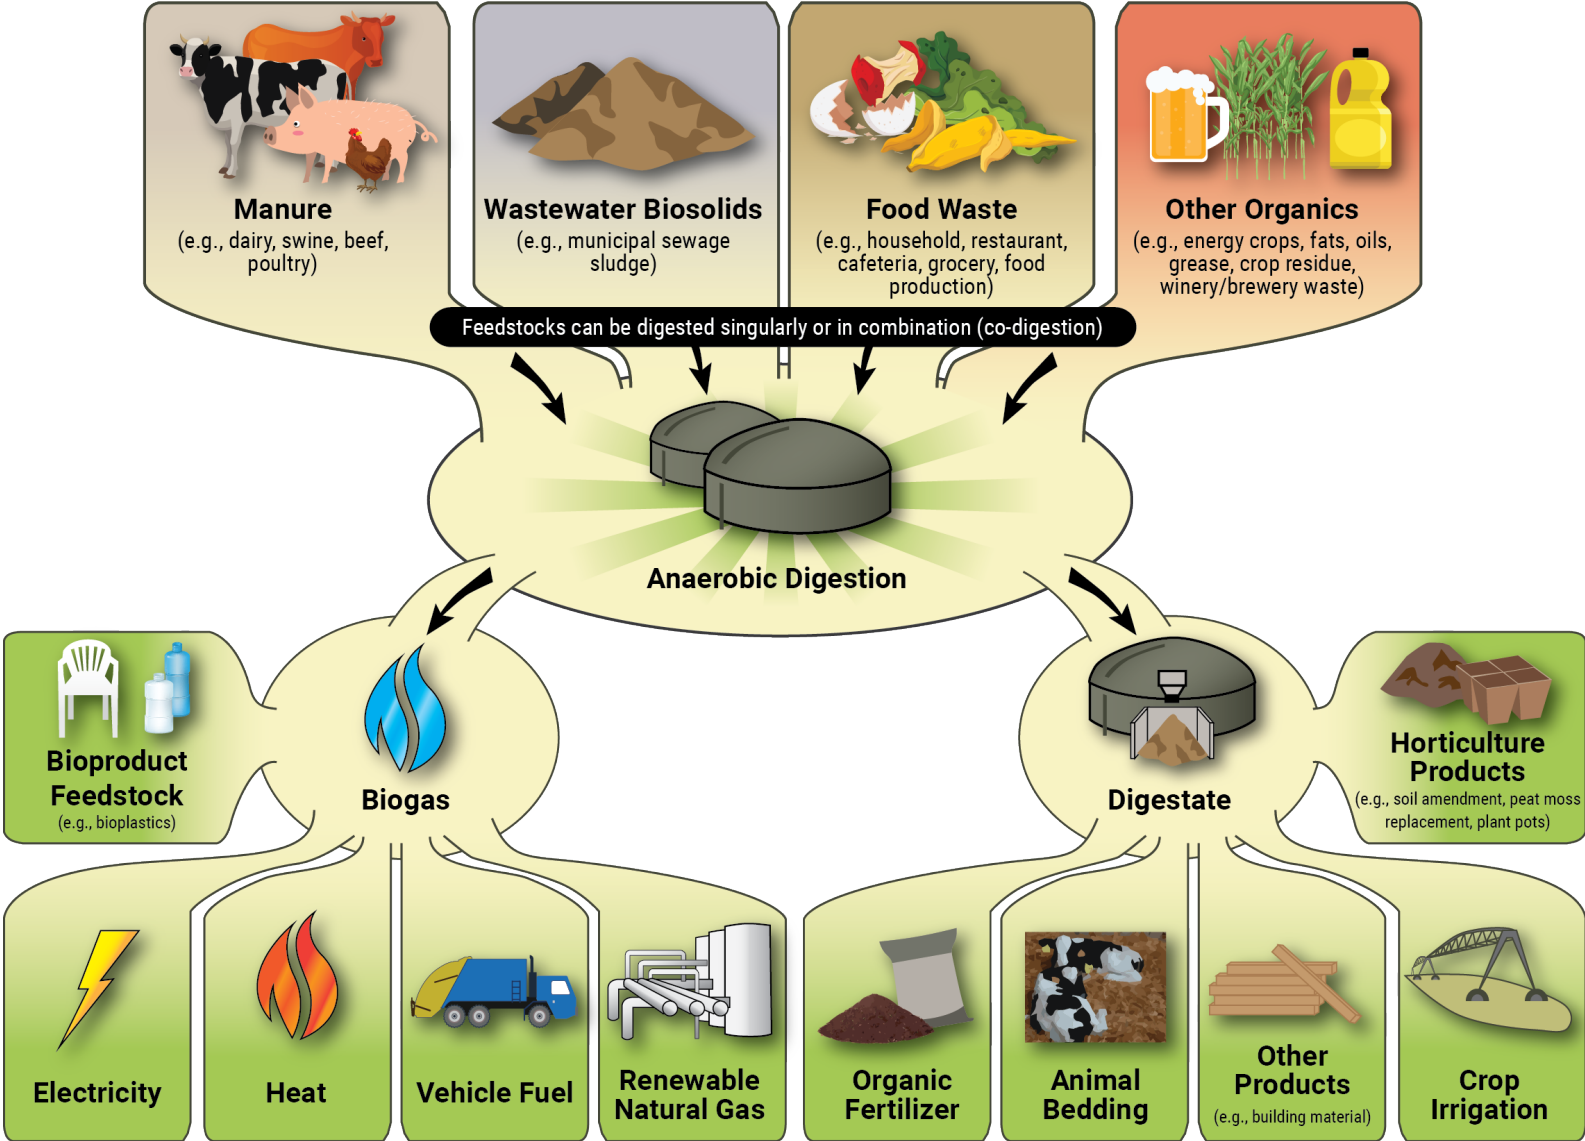 Manure
(e.g., dairy, swine, beef,
poultry)
Wastewater Biosolids
(e.g., municipal sewage
sludge)
Food Waste
(e.g., household, restaurant,
cafeteria, grocery, food
production)
Other Organics
(e.g., energy crops, fats, oils,
grease, crop residue,
winery/brewery waste)
Feedstocks can be digested singularly or in combination (co-digestion)
Anaerobic Digestion
Bioproduct
Feedstock
(e.g., bioplastics)
Biogas
Digestate
Horticulture
Products
(e.g., soil amendment, peat moss
replacement, plant pots)
Electricity
Heat
Vehicle Fuel
Renewable
Natural Gas
Organic
Fertilizer
Animal
Bedding
Other
Products
(e.g., building material)
Crop
Irrigation